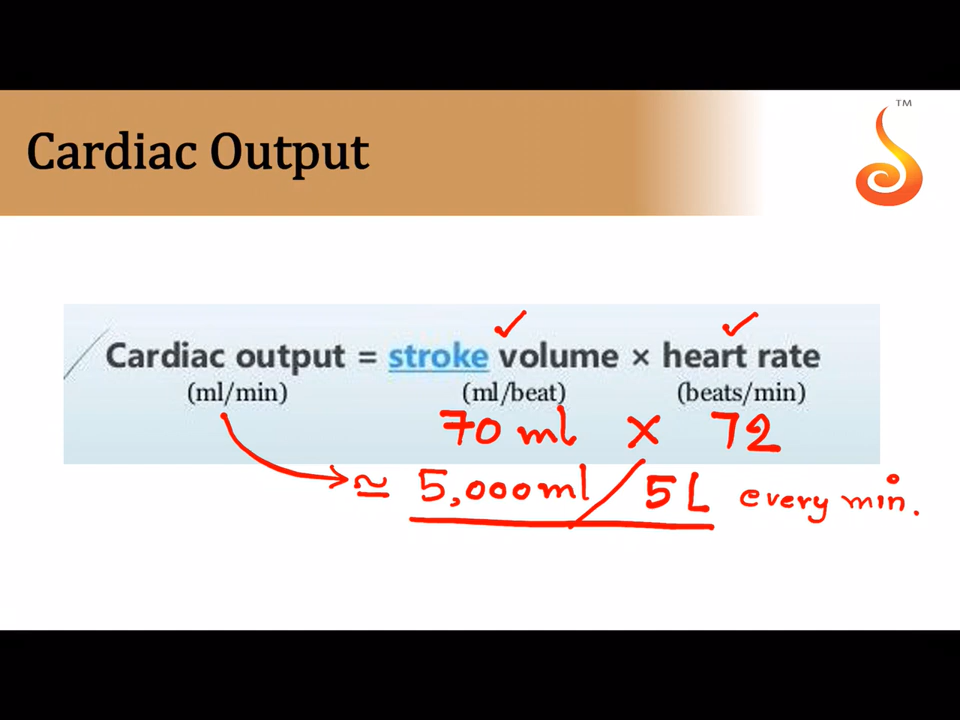 TM
Cardiac Output
Cardiac output = stroke volume × heart rate
(ml/min) (ml/beat) (beats/min)
70 ml × 72
≅ 5,000ml / 5L every min.